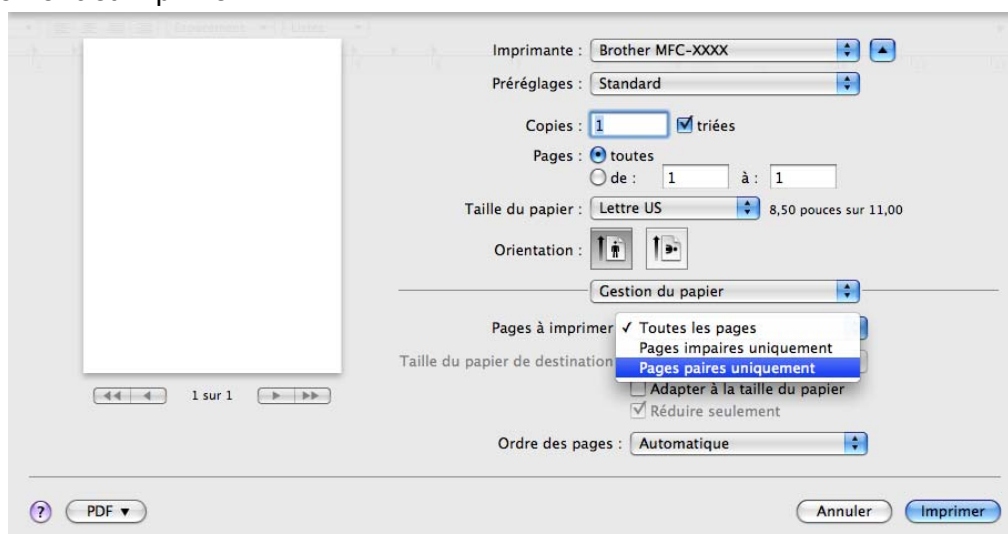 Imprimante : Brother MFC-XXXX
Préréglages : Standard
Copies : 1 triées
Pages : toutes
de : 1 à : 1
Taille du papier : Lettre US 8,50 pouces sur 11,00
Orientation :
Gestion du papier
Pages à imprimer ✓ Toutes les pages
Pages impaires uniquement
Taille du papier de destination Pages paires uniquement
Adapter à la taille du papier
1 sur 1
Réduire seulement
Ordre des pages : Automatique
? PDF ▼ Annuler Imprimer